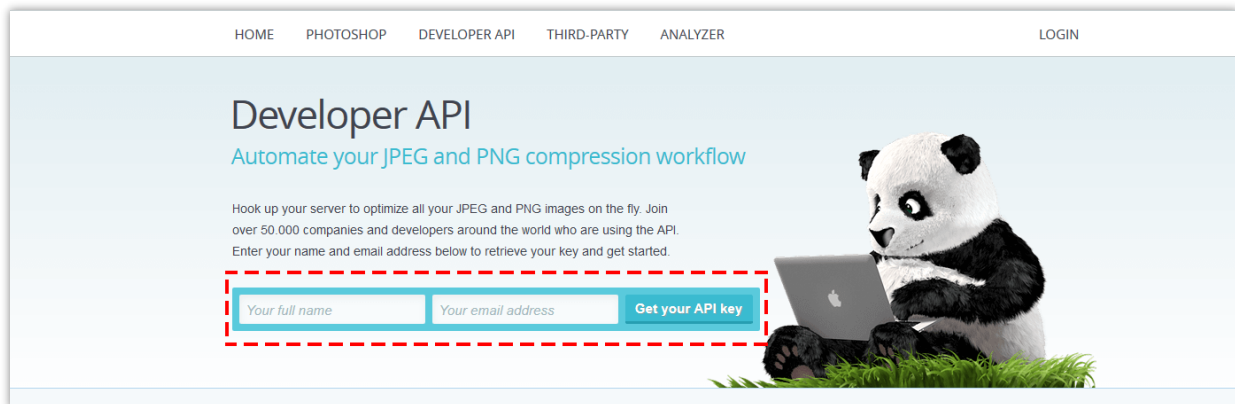 HOME PHOTOSHOP DEVELOPER API THIRD-PARTY ANALYZER LOGIN
Developer API
Automate your JPEG and PNG compression workflow
Hook up your server to optimize all your JPEG and PNG images on the fly. Join
over 50.000 companies and developers around the world who are using the API.
Enter your name and email address below to retrieve your key and get started.
Your full name Your email address Get your API key